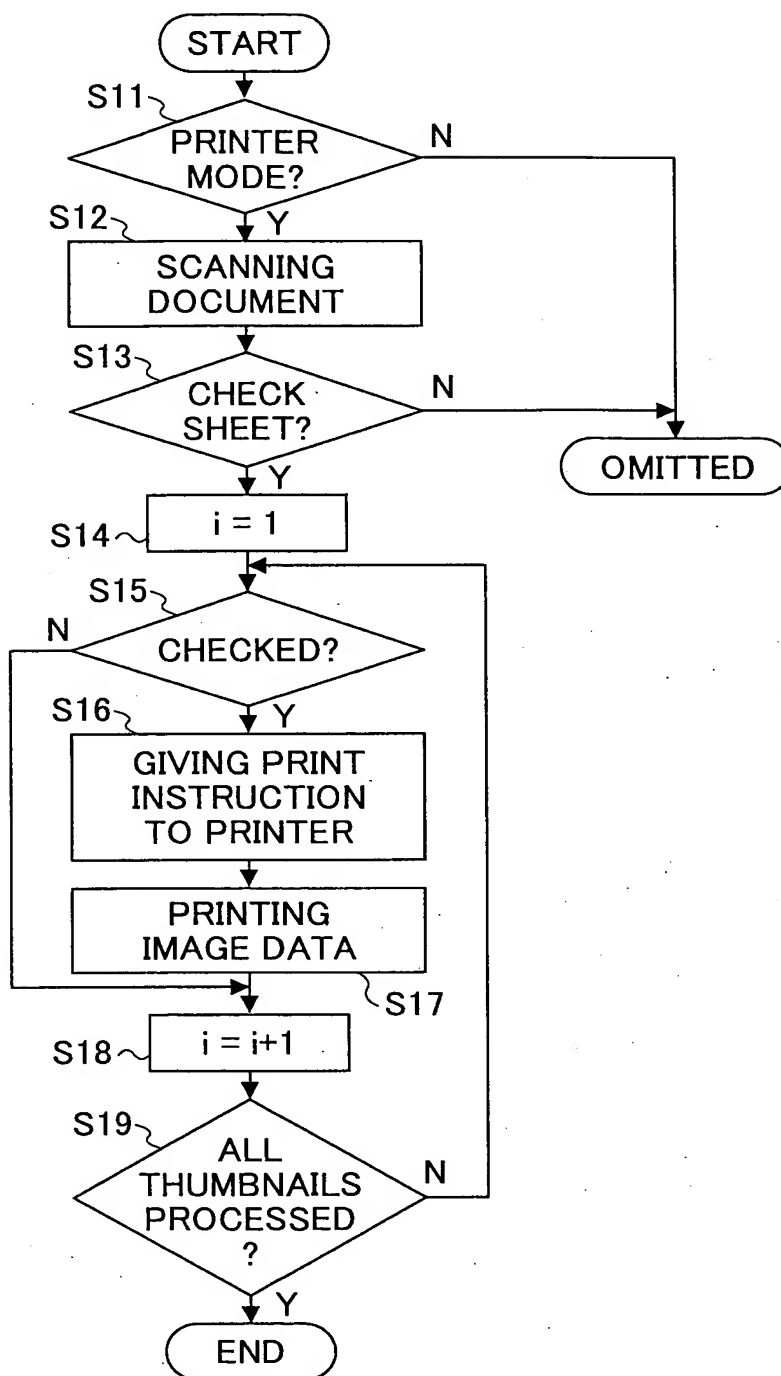 START
S11
PRINTER
MODE?
N
Y
S12
SCANNING
DOCUMENT
S13
CHECK
SHEET?
N
Y
OMITTED
S14
i = 1
S15
N
CHECKED?
Y
S16
GIVING PRINT
INSTRUCTION
TO PRINTER
PRINTING
IMAGE DATA
S17
S18
i = i+1
S19
ALL
THUMBNAILS
PROCESSED
?
N
Y
END